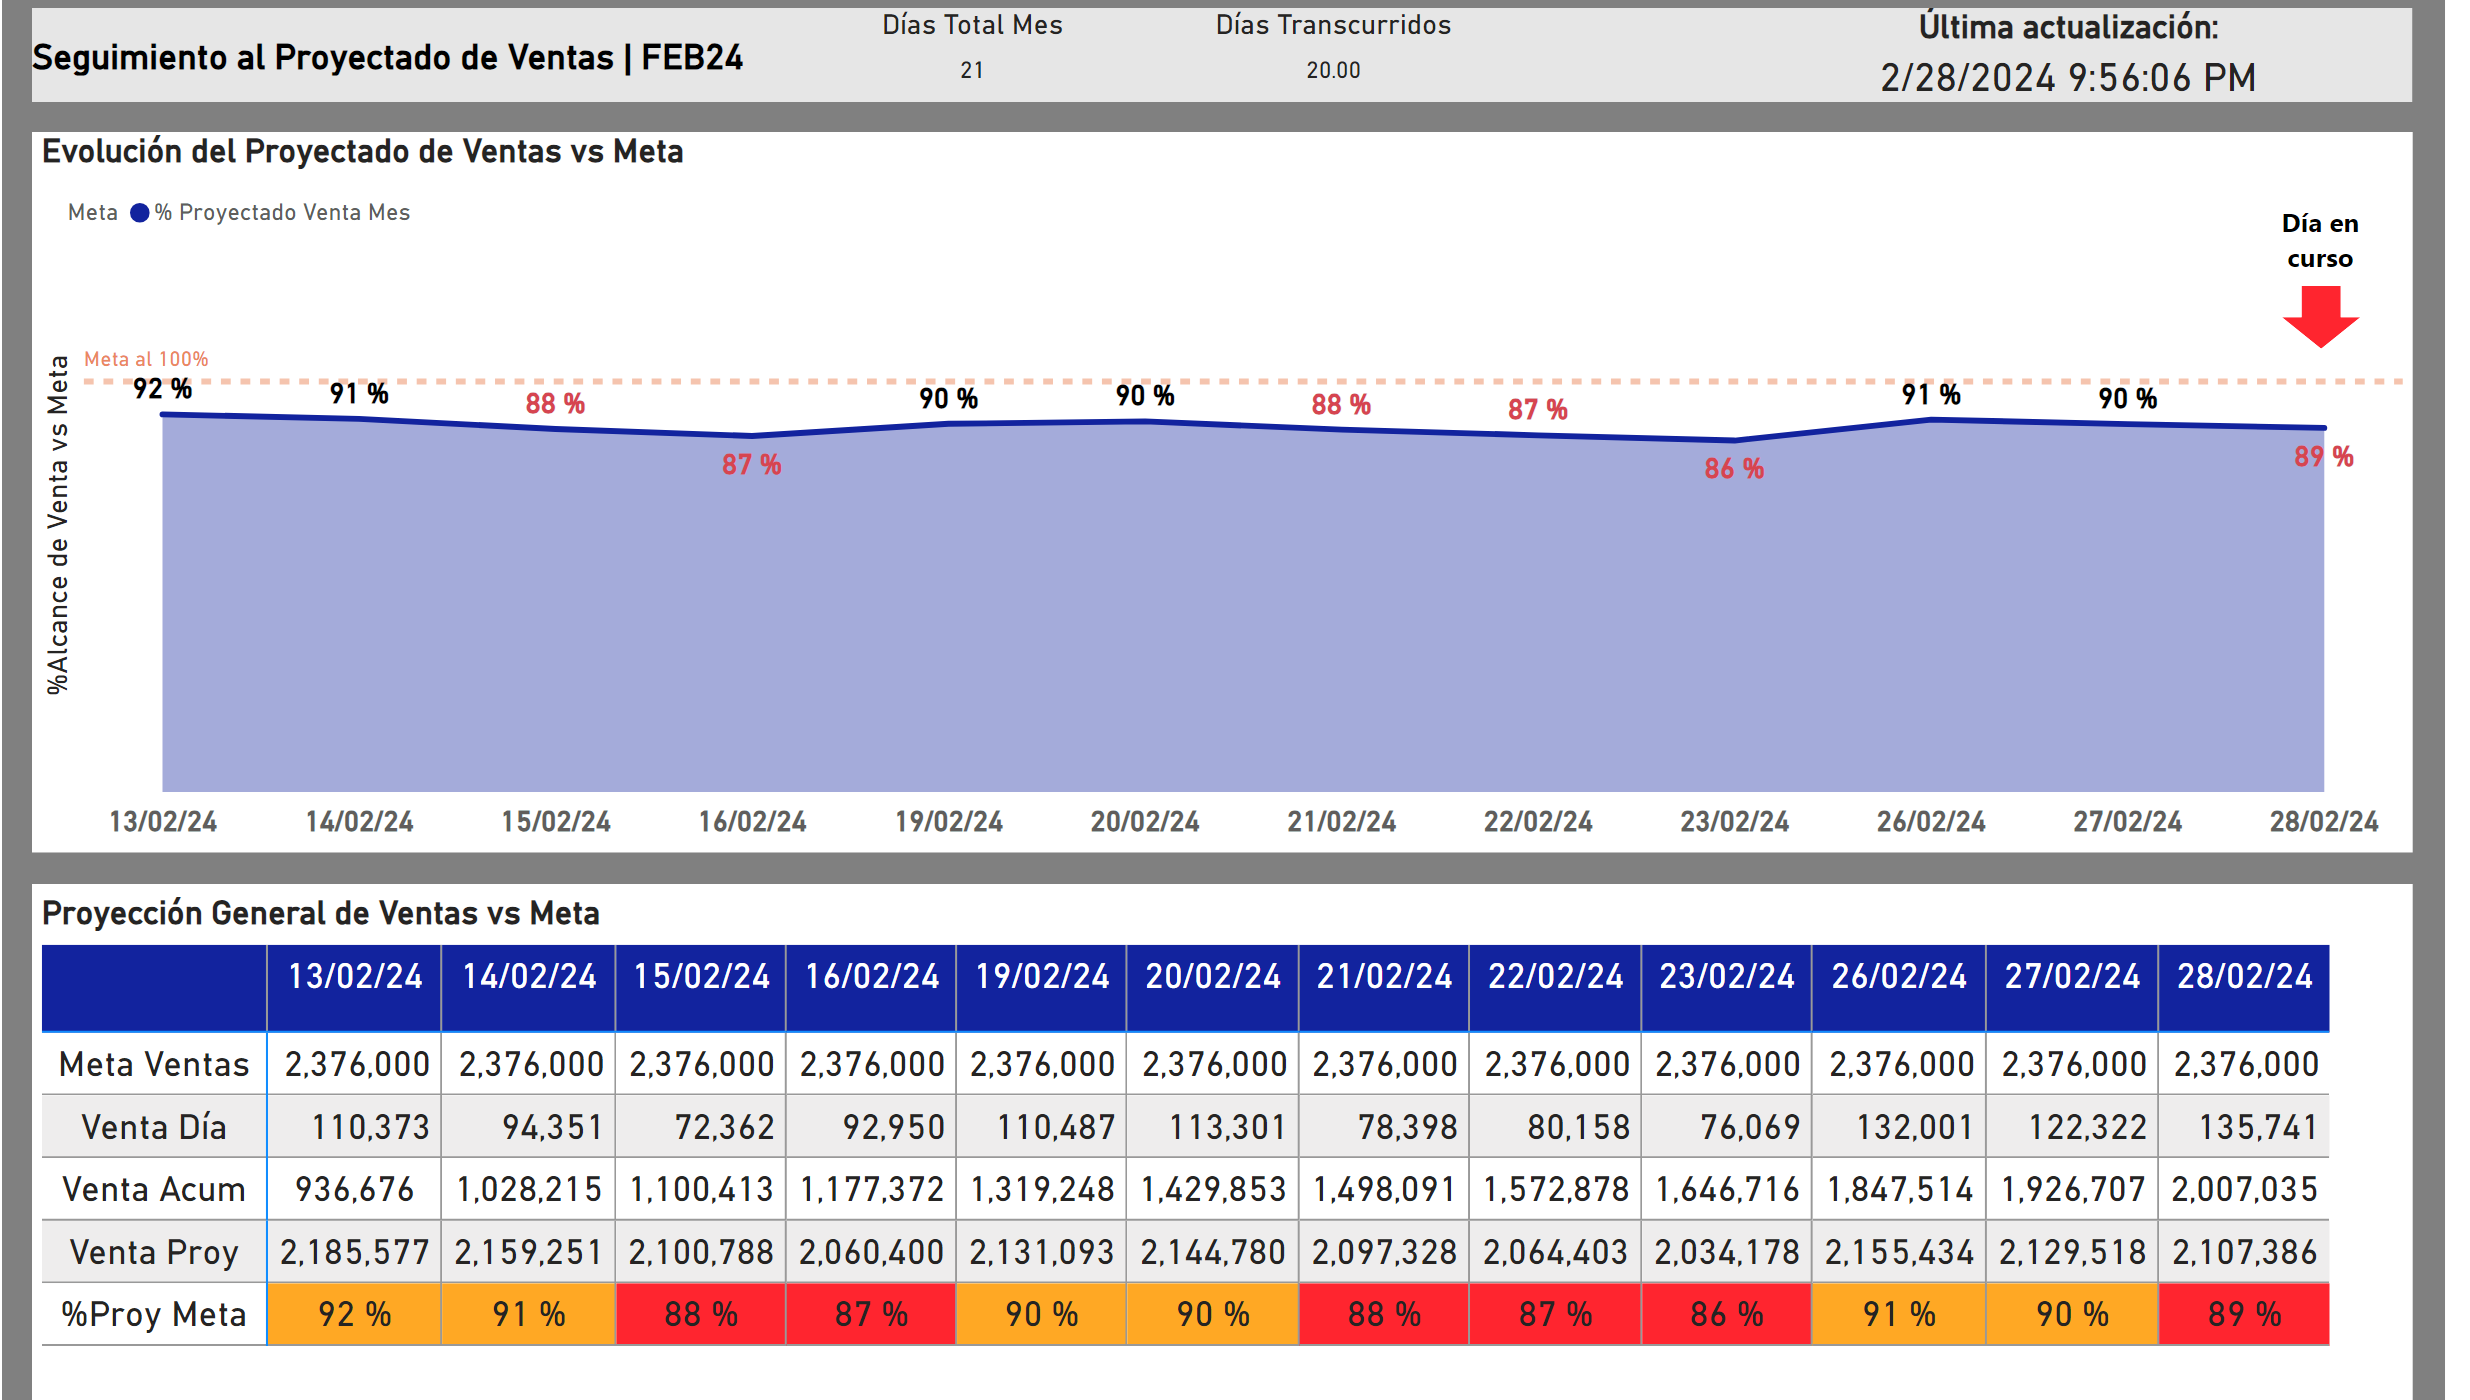 Seguimiento al Proyectado de Ventas | FEB24
Días Total Mes
21
Días Transcurridos
20.00
Última actualización:
2/28/2024 9:56:06 PM
Evolución del Proyectado de Ventas vs Meta
Meta % Proyectado Venta Mes
Día en
curso
%Alcance de Venta vs Meta
Meta al 100%
92 % 91 % 88 % 87 % 90 % 90 % 88 % 87 % 86 % 91 % 90 % 89 %
13/02/24 14/02/24 15/02/24 16/02/24 19/02/24 20/02/24 21/02/24 22/02/24 23/02/24 26/02/24 27/02/24 28/02/24
Proyección General de Ventas vs Meta
13/02/24 14/02/24 15/02/24 16/02/24 19/02/24 20/02/24 21/02/24 22/02/24 23/02/24 26/02/24 27/02/24 28/02/24
Meta Ventas 2,376,000 2,376,000 2,376,000 2,376,000 2,376,000 2,376,000 2,376,000 2,376,000 2,376,000 2,376,000 2,376,000 2,376,000
Venta Día 110,373 94,351 72,362 92,950 110,487 113,301 78,398 80,158 76,069 132,001 122,322 135,741
Venta Acum 936,676 1,028,215 1,100,413 1,177,372 1,319,248 1,429,853 1,498,091 1,572,878 1,646,716 1,847,514 1,926,707 2,007,035
Venta Proy 2,185,577 2,159,251 2,100,788 2,060,400 2,131,093 2,144,780 2,097,328 2,064,403 2,034,178 2,155,434 2,129,518 2,107,386
%Proy Meta 92 % 91 % 88 % 87 % 90 % 90 % 88 % 87 % 86 % 91 % 90 % 89 %